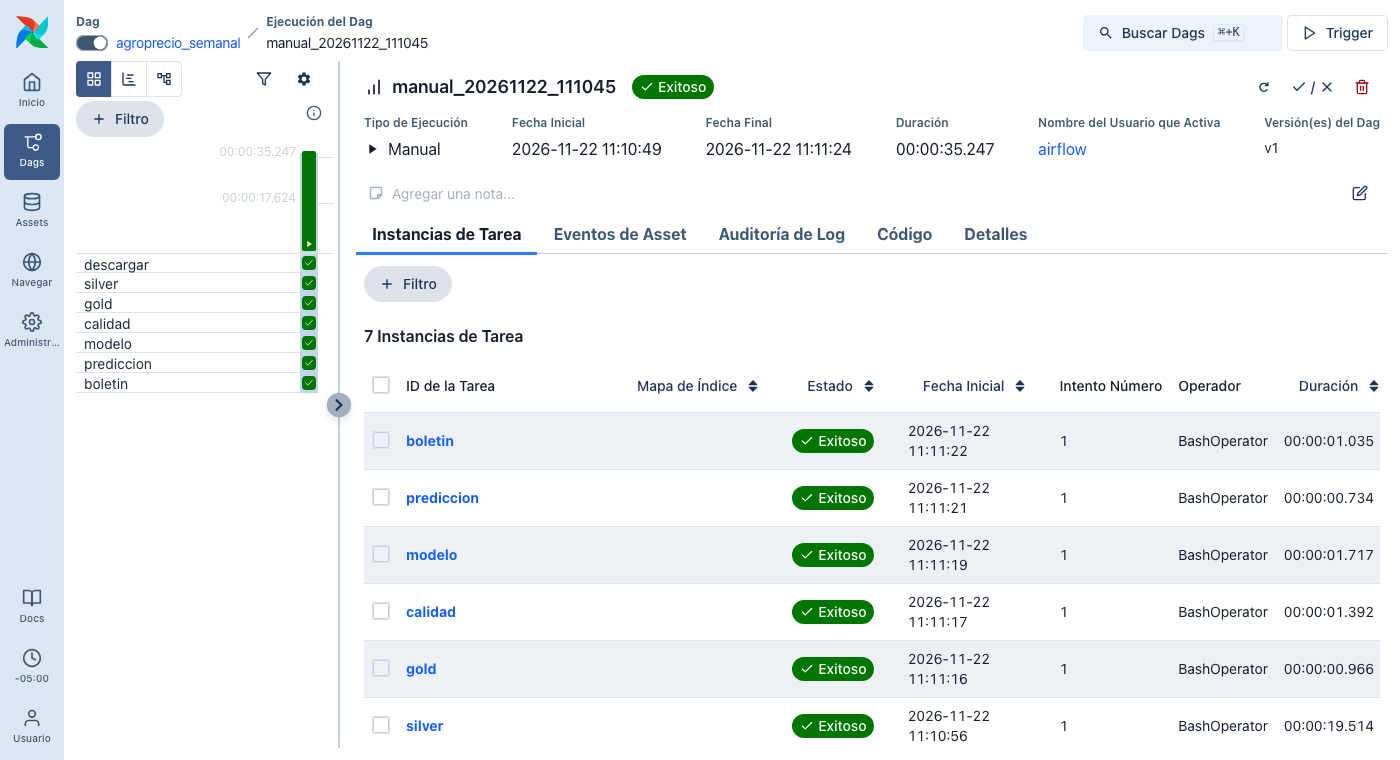 Dag
agroprecio_semanal
Ejecución del Dag
manual_20261122_111045
Buscar Dags ⌘+K
Trigger
Inicio
Dags
Assets
Navegar
Administr...
Docs
-05:00
Usuario
Filtro
00:00:35.247
00:00:17.624
descargar
silver
gold
calidad
modelo
prediccion
boletin
manual_20261122_111045 Exitoso
/
Tipo de Ejecución Fecha Inicial Fecha Final Duración Nombre del Usuario que Activa Versión(es) del Dag
Manual 2026-11-22 11:10:49 2026-11-22 11:11:24 00:00:35.247 airflow v1
Agregar una nota...
Instancias de Tarea Eventos de Asset Auditoría de Log Código Detalles
Filtro
7 Instancias de Tarea
ID de la Tarea Mapa de Índice Estado Fecha Inicial Intento Número Operador Duración
boletin Exitoso 2026-11-22 11:11:22 1 BashOperator 00:00:01.035
prediccion Exitoso 2026-11-22 11:11:21 1 BashOperator 00:00:00.734
modelo Exitoso 2026-11-22 11:11:19 1 BashOperator 00:00:01.717
calidad Exitoso 2026-11-22 11:11:17 1 BashOperator 00:00:01.392
gold Exitoso 2026-11-22 11:11:16 1 BashOperator 00:00:00.966
silver Exitoso 2026-11-22 11:10:56 1 BashOperator 00:00:19.514